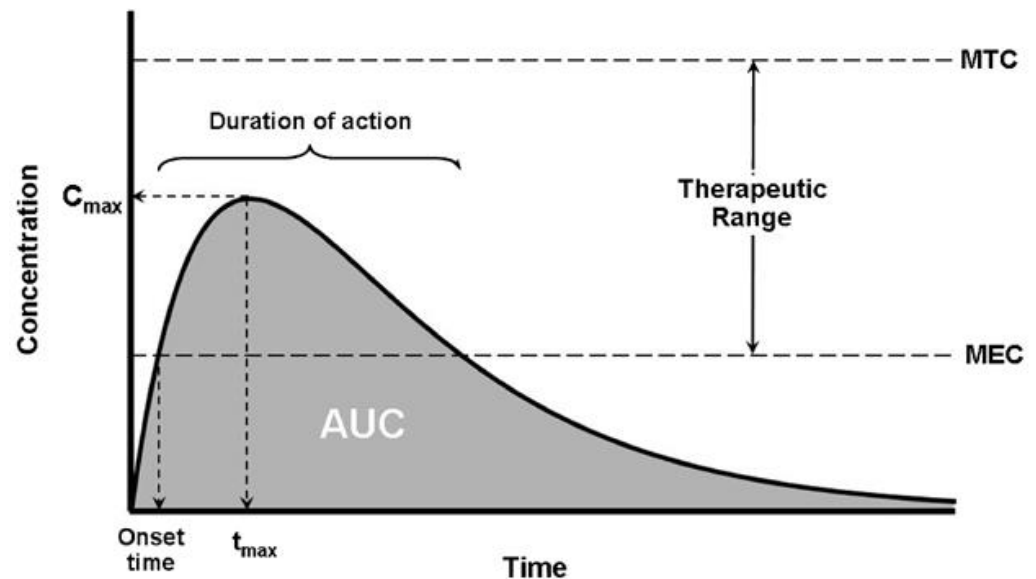 MTC
Duration of action
Therapeutic
Range
Cmax
Concentration
MEC
AUC
Onset
time
tmax
Time